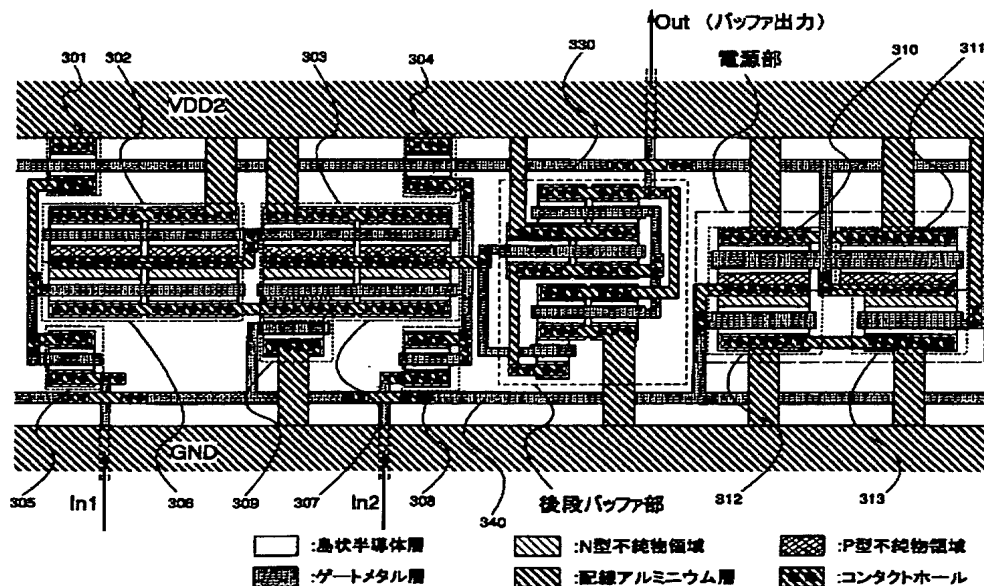 Out （バッファ出力）
301
302
303
304
330
電源部
310
311
VDD2
GND
305
In1
306
309
307
In2
308
340
後段バッファ部
312
313
:島状半導体層
:N型不純物領域
:P型不純物領域
:ゲートメタル層
:配線アルミニウム層
:コンタクトホール